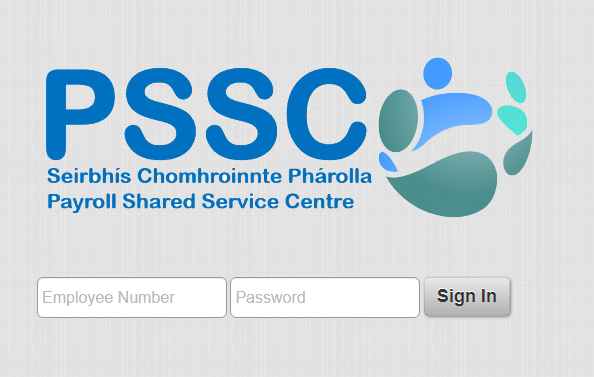 PSSC
Seirbhís Chomhroinnte Phárolla
Payroll Shared Service Centre
Employee Number Password Sign In